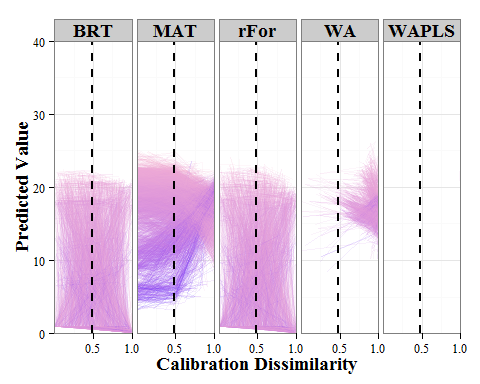 BRT MAT rFor WA WAPLS
40
30
20
10
0
Predicted Value
0.5 1.0 0.5 1.0 0.5 1.0 0.5 1.0 0.5 1.0
Calibration Dissimilarity